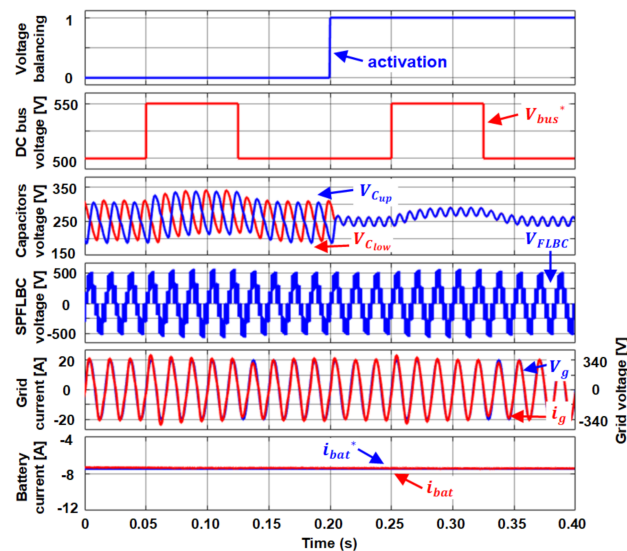 Voltage
balancing
1
0
activation
DC bus
voltage [V]
550
500
V_bus*
Capacitors
voltage [V]
350
250
150
V_Cup
V_Clow
SPFLBC
voltage [V]
500
0
-500
V_FLBC
Grid
current [A]
20
0
-20
340
0
-340
Grid voltage [V]
V_g
i_g
Battery
current [A]
-4
-8
-12
i_bat*
i_bat
0 0.05 0.10 0.15 0.20 0.25 0.30 0.35 0.40
Time (s)